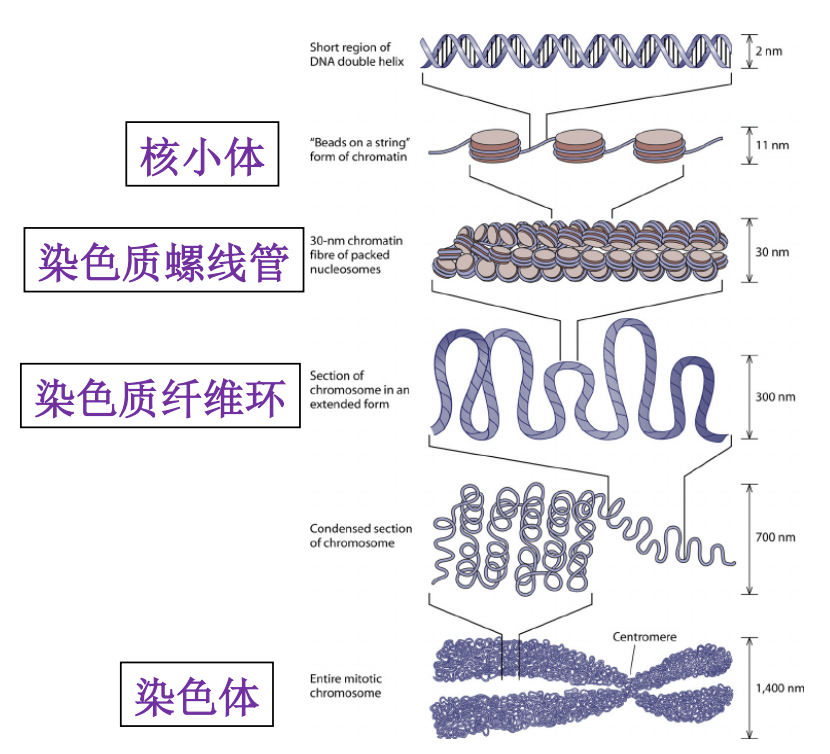 Short region of
DNA double helix
2 nm
核小体
"Beads on a string"
form of chromatin
11 nm
染色质螺线管
30-nm chromatin
fibre of packed
nucleosomes
30 nm
染色质纤维环
Section of
chromosome in an
extended form
300 nm
Condensed section
of chromosome
700 nm
Centromere
染色体
Entire mitotic
chromosome
1,400 nm